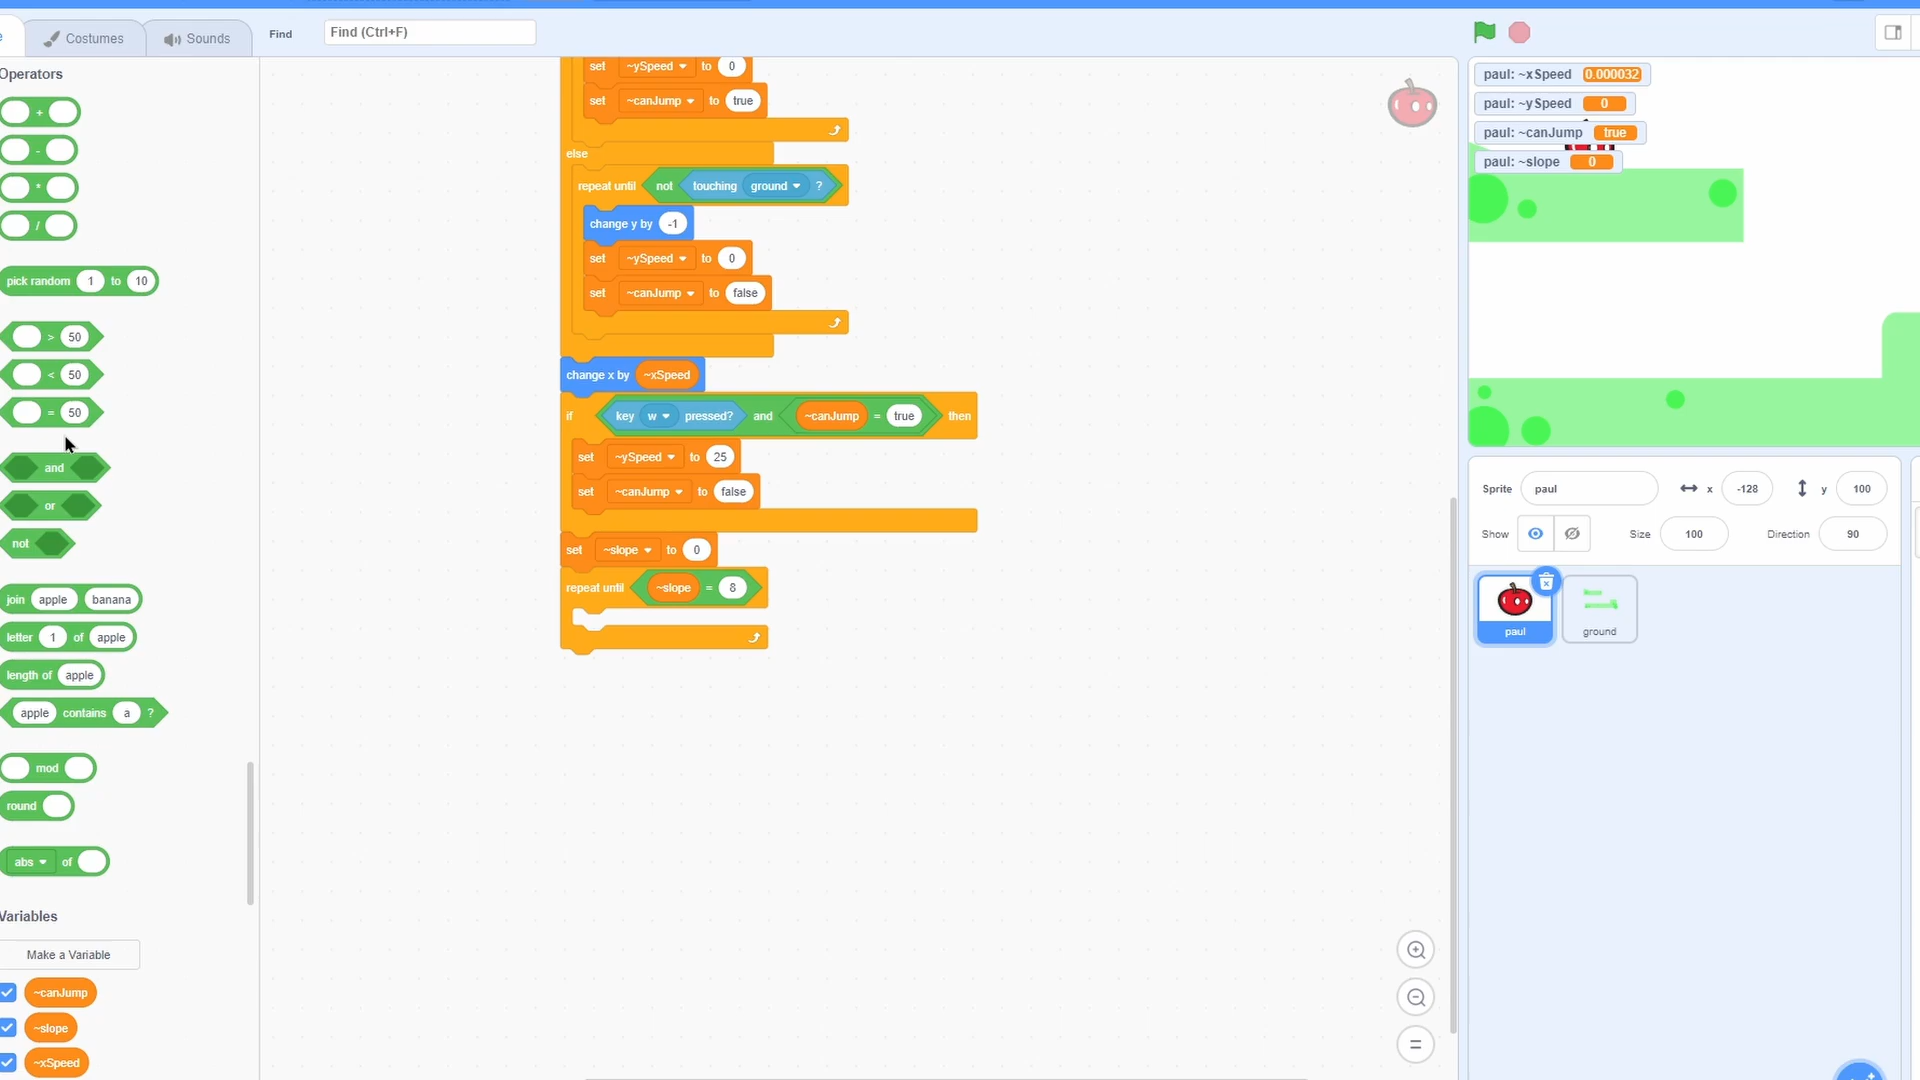 Costumes
Sounds
Find
Find (Ctrl+F)
Operators
+
-
*
/
pick random 1 to 10
> 50
< 50
= 50
and
or
not
join apple banana
letter 1 of apple
length of apple
apple contains a ?
mod
round
abs of
Variables
Make a Variable
~canJump
~slope
~xSpeed
set ~ySpeed to 0
set ~canJump to true
else
repeat until not touching ground ?
change y by -1
set ~ySpeed to 0
set ~canJump to false
change x by ~xSpeed
if key w pressed? and ~canJump = true then
set ~ySpeed to 25
set ~canJump to false
set ~slope to 0
repeat until ~slope = 8
paul: ~xSpeed 0.000032
paul: ~ySpeed 0
paul: ~canJump true
paul: ~slope 0
Sprite paul x -128 y 100
Show Size 100 Direction 90
paul
ground